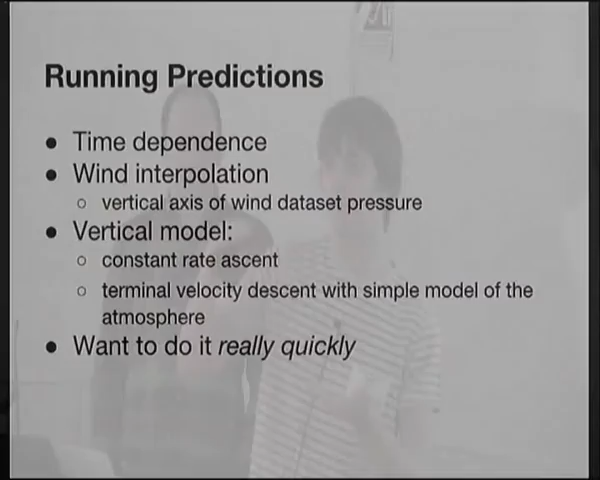 Running Predictions
● Time dependence
● Wind interpolation
○ vertical axis of wind dataset pressure
● Vertical model:
○ constant rate ascent
○ terminal velocity descent with simple model of the
atmosphere
● Want to do it really quickly